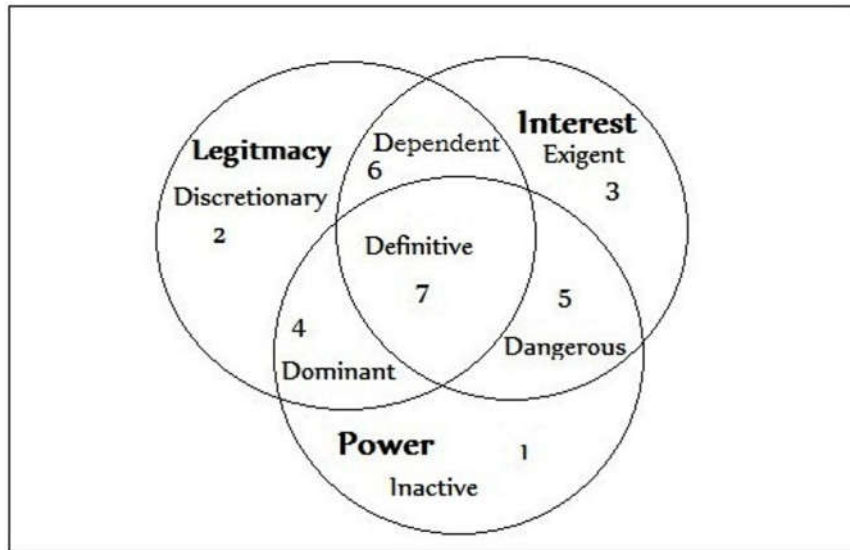 Interest
Legitmacy
Dependent
Exigent
6
3
Discretionary
2
Definitive
7
5
4
Dangerous
Dominant
Power
1
Inactive